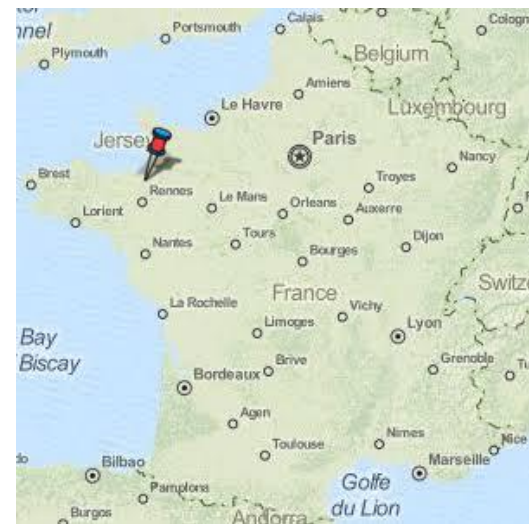 nnel
Portsmouth
Calais
Cologn
Plymouth
Belgium
Amiens
Le Havre
Luxembourg
Jersey
Paris
Nancy
Brest
Rennes
Troyes
Lorient
Le Mans
Orleans
Auxerre
Nantes
Tours
Dijon
Bourges
France
Switz
La Rochelle
Vichy
Limoges
Lyon
Bay
Biscay
Brive
Grenoble
Tu
Bordeaux
Agen
Toulouse
Nimes
Nice
Marseille
Bilbao
Pamplona
Golfe
du Lion
Burgos
Andorra